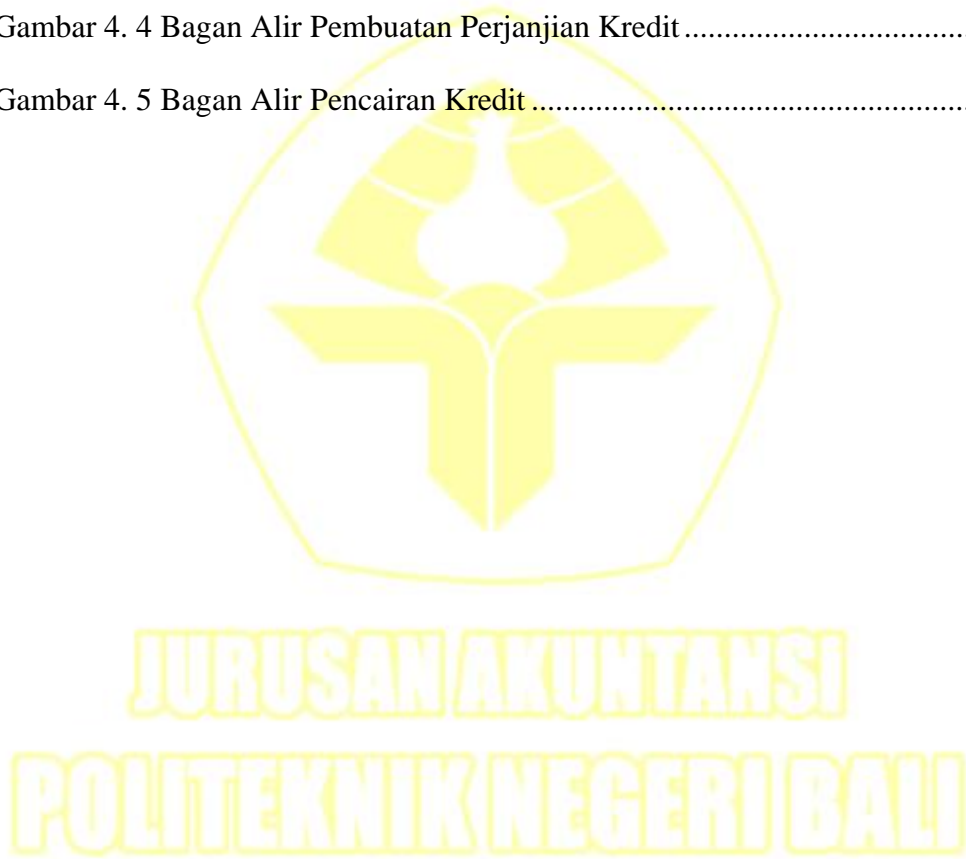 Gambar 4. 4 Bagan Alir Pembuatan Perjanjian Kredit...................................
Gambar 4. 5 Bagan Alir Pencairan Kredit.......................................................
JURUSAN AKUNTANSI
POLITEKNIK NEGERI BALI